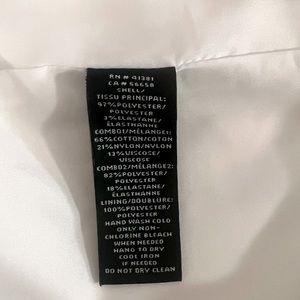 RN # 41381
CA # 56658
SHELL/
TISSU PRINCIPAL:
97%POLYESTER/
POLYESTER
3%ELASTANE/
ÉLASTHANNE
COMBO1/MÉLANGE1:
66%COTTON/COTON
21%NYLON/NYLON
13%VISCOSE/
VISCOSE
COMBO2/MÉLANGE2:
82%POLYESTER/
POLYESTER
18%ELASTANE/
ÉLASTHANNE
LINING/DOUBLURE:
100%POLYESTER/
POLYESTER
HAND WASH COLD
ONLY NON-
CHLORINE BLEACH
WHEN NEEDED
HANG TO DRY
COOL IRON
IF NEEDED
DO NOT DRY CLEAN